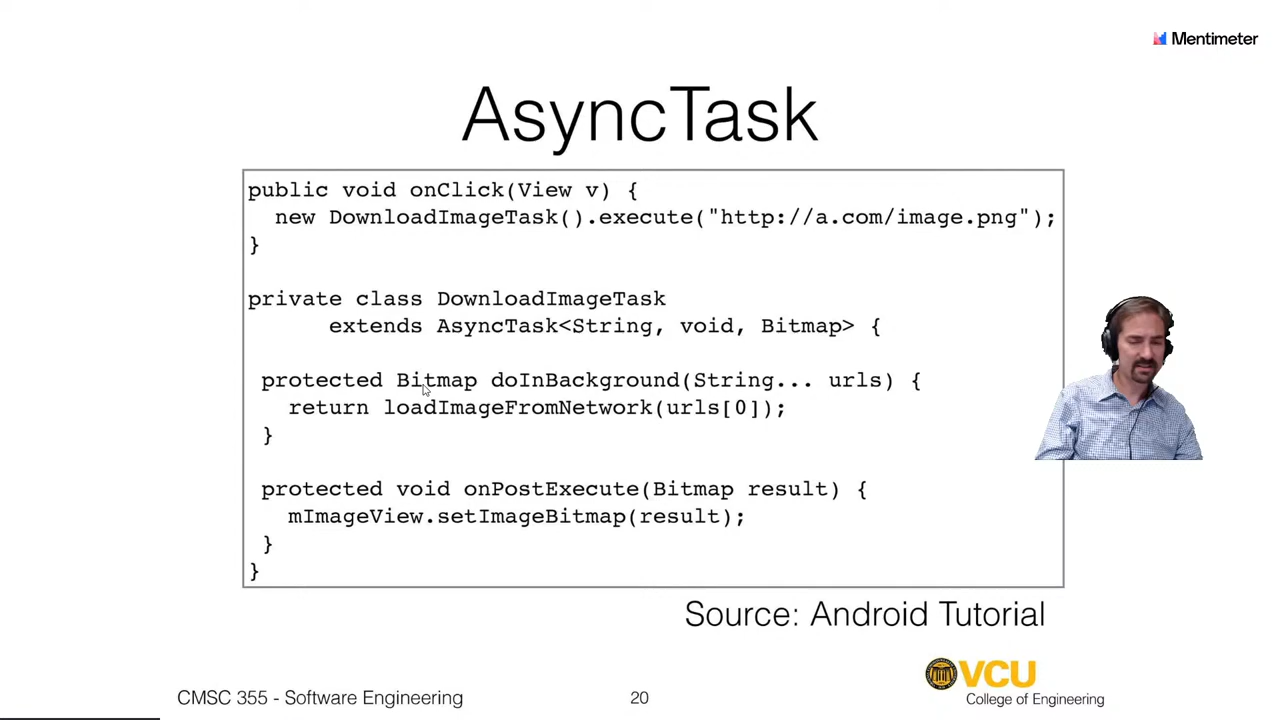 Mentimeter
AsyncTask
public void onClick(View v) {
new DownloadImageTask().execute("http://a.com/image.png");
}
private class DownloadImageTask
extends AsyncTask<String, void, Bitmap> {
protected Bitmap doInBackground(String... urls) {
return loadImageFromNetwork(urls[0]);
}
protected void onPostExecute(Bitmap result) {
mImageView.setImageBitmap(result);
}
}
Source: Android Tutorial
VCU
College of Engineering
CMSC 355 - Software Engineering
20